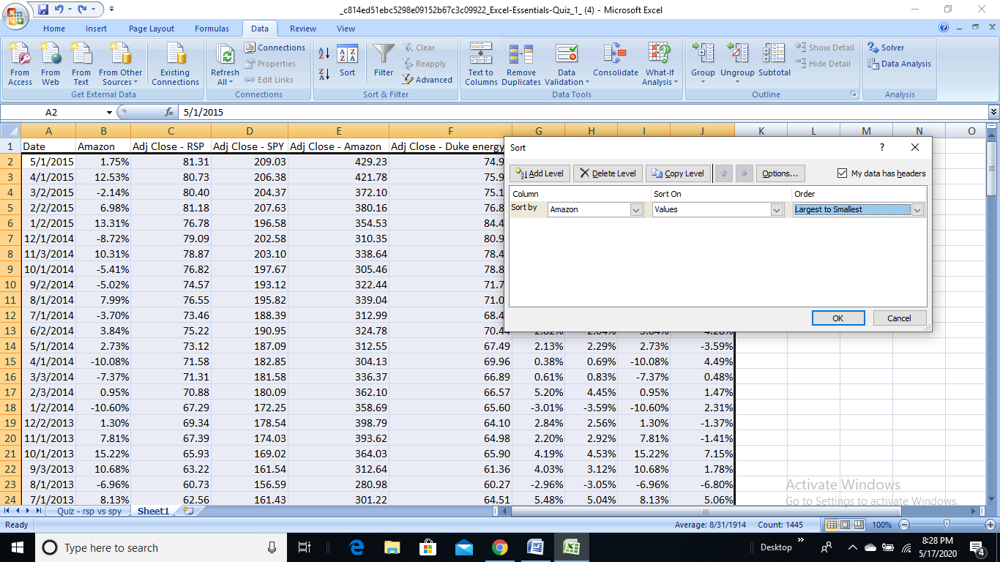 _c814ed51ebc5298e09152b67c3c09922_Excel-Essentials-Quiz_1_ (4) - Microsoft Excel
Home Insert Page Layout Formulas Data Review View
From Access From Web From Text From Other Sources Existing Connections
Get External Data
Refresh All Connections Properties Edit Links
Connections
Sort Filter Clear Reapply Advanced
Sort & Filter
Text to Columns Remove Duplicates Data Validation Consolidate What-If Analysis
Data Tools
Group Ungroup Subtotal Show Detail Hide Detail
Outline
Solver Data Analysis
Analysis
A2 fx 5/1/2015
A B C D E F G H I J K L M N O
1 Date Amazon Adj Close - RSP Adj Close - SPY Adj Close - Amazon Adj Close - Duke energy
2 5/1/2015 1.75% 81.31 209.03 429.23 74.9
3 4/1/2015 12.53% 80.73 206.38 421.78 75.9
4 3/2/2015 -2.14% 80.40 204.37 372.10 75.1
5 2/2/2015 6.98% 81.18 207.63 380.16 76.8
6 1/2/2015 13.31% 76.78 196.58 354.53 84.4
7 12/1/2014 -8.72% 79.09 202.58 310.35 80.9
8 11/3/2014 10.31% 78.87 203.10 338.64 78.4
9 10/1/2014 -5.41% 76.82 197.67 305.46 78.8
10 9/2/2014 -5.02% 74.57 193.12 322.44 71.7
11 8/1/2014 7.99% 76.55 195.82 339.04 71.0
12 7/1/2014 -3.70% 73.46 188.39 312.99 68.4
13 6/2/2014 3.84% 75.22 190.95 324.78 70.44
14 5/1/2014 2.73% 73.12 187.09 312.55 67.49 2.13% 2.29% 2.73% -3.59%
15 4/1/2014 -10.08% 71.58 182.85 304.13 69.96 0.38% 0.69% -10.08% 4.49%
16 3/3/2014 -7.37% 71.31 181.58 336.37 66.89 0.61% 0.83% -7.37% 0.48%
17 2/3/2014 0.95% 70.88 180.09 362.10 66.57 5.20% 4.45% 0.95% 1.47%
18 1/2/2014 -10.60% 67.29 172.25 358.69 65.60 -3.01% -3.59% -10.60% 2.31%
19 12/2/2013 1.30% 69.34 178.54 398.79 64.10 2.84% 2.56% 1.30% -1.37%
20 11/1/2013 7.81% 67.39 174.03 393.62 64.98 2.20% 2.92% 7.81% -1.41%
21 10/1/2013 15.22% 65.93 169.02 364.03 65.90 4.19% 4.53% 15.22% 7.15%
22 9/3/2013 10.68% 63.22 161.54 312.64 61.36 4.03% 3.12% 10.68% 1.78%
23 8/1/2013 -6.96% 60.73 156.59 280.98 60.27 -2.96% -3.05% -6.96% -6.80%
24 7/1/2013 8.13% 62.56 161.43 301.22 64.51 5.48% 5.04% 8.13% 5.06%
Sort ?
Add Level Delete Level Copy Level Options... My data has headers
Column Sort On Order
Sort by Amazon Values Largest to Smallest
OK Cancel
Activate Windows
Go to Settings to activate Windows.
Quiz - rsp vs spy Sheet1
Ready Average: 8/31/1914 Count: 1445 100%
Type here to search Desktop 8:28 PM
5/17/2020
4